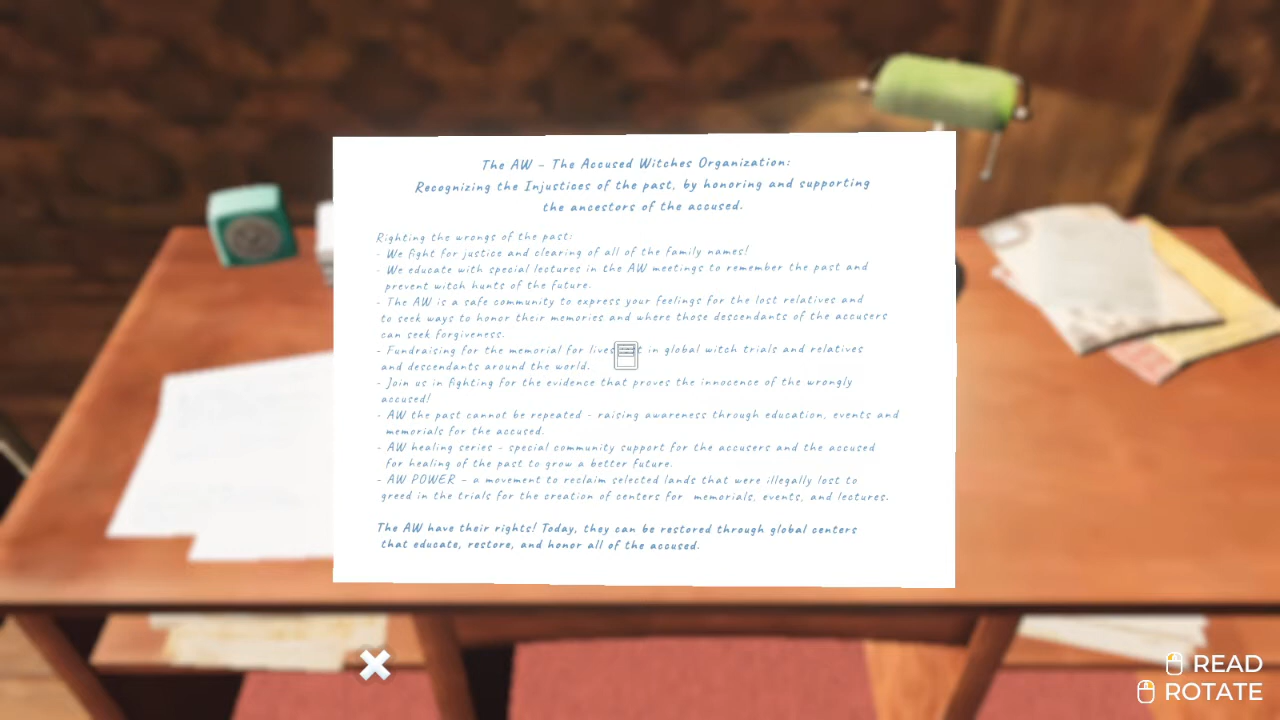 The AW - The Accused Witches Organization:
Recognizing the Injustices of the past, by honoring and supporting
the ancestors of the accused.
Righting the wrongs of the past:
- We fight for justice and clearing of all of the family names!
- We educate with special lectures in the AW meetings to remember the past and
prevent witch hunts of the future.
- The AW is a safe community to express your feelings for the lost relatives and
to seek ways to honor their memories and where those descendants of the accusers
can seek forgiveness.
- Fundraising for the memorial for lives in global witch trials and relatives
and descendants around the world.
- Join us in fighting for the evidence that proves the innocence of the wrongly
accused!
- AW the past cannot be repeated - raising awareness through education, events and
memorials for the accused.
- AW healing series - special community support for the accusers and the accused
for healing of the past to grow a better future.
- AW POWER - a movement to reclaim selected lands that were illegally lost to
greed in the trials for the creation of centers for memorials, events, and lectures.
The AW have their rights! Today, they can be restored through global centers
that educate, restore, and honor all of the accused.
READ
ROTATE